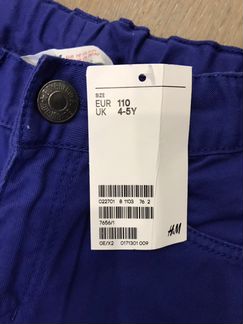 SIZE
EUR 110
UK 4-5Y
022701 8 1103 76 2
7656/1
H&M
OE/X2 0171301 009